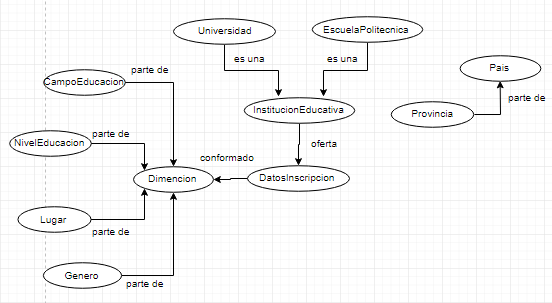 Universidad
EscuelaPolitecnica
es una
es una
CampoEducacion
parte de
Pais
InstitucionEducativa
Provincia
parte de
NivelEducacion
parte de
oferta
conformado
Dimencion
DatosInscripcion
Lugar
parte de
Genero
parte de